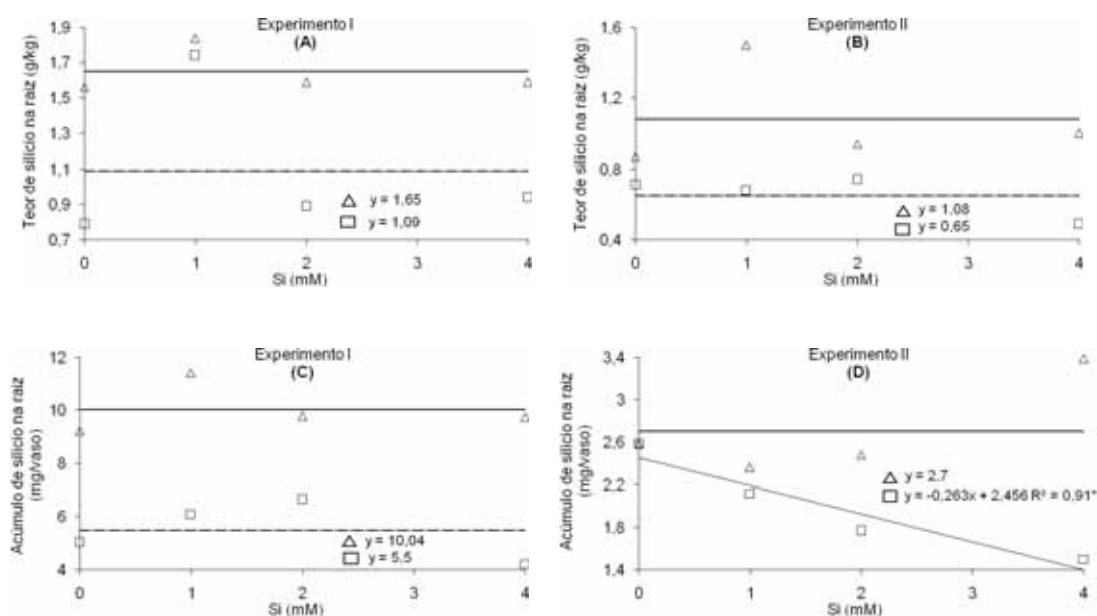 Experimento I
(A)
Teor de silício na raiz (g/kg)
1,9
1,7
1,5
1,3
1,1
0,9
0,7
△ y = 1,65
□ y = 1,09
0 1 2 3 4
Si (mM)
Experimento II
(B)
Teor de silício na raiz (g/kg)
1,6
1,2
0,8
0,4
△ y = 1,08
□ y = 0,65
0 1 2 3 4
Si (mM)
Experimento I
(C)
Acúmulo de silício na raiz
(mg/vaso)
12
10
8
6
4
△ y = 10,04
□ y = 5,5
0 1 2 3 4
Si (mM)
Experimento II
(D)
Acúmulo de silício na raiz
(mg/vaso)
3,4
3
2,6
2,2
1,8
1,4
△ y = 2,7
□ y = -0,263x + 2,456 R² = 0,91*
0 1 2 3 4
Si (mM)